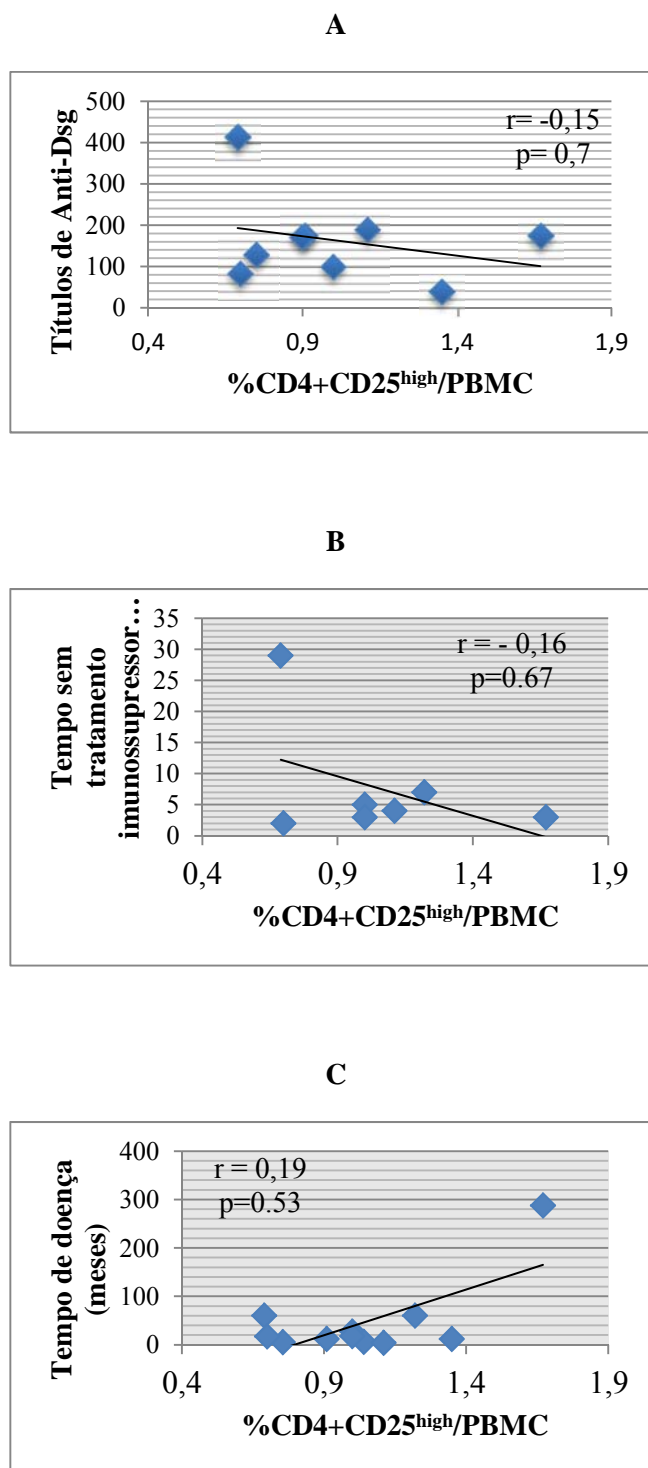 A
500
400
300
200
100
0
Títulos de Anti-Dsg
r= -0,15
p= 0,7
0,4 0,9 1,4 1,9
%CD4+CD25high/PBMC
B
35
30
25
20
15
10
5
0
Tempo sem
tratamento
imunossupressor…
r = - 0,16
p=0.67
0,4 0,9 1,4 1,9
%CD4+CD25high/PBMC
C
400
300
200
100
0
Tempo de doença
(meses)
r = 0,19
p=0.53
0,4 0,9 1,4 1,9
%CD4+CD25high/PBMC